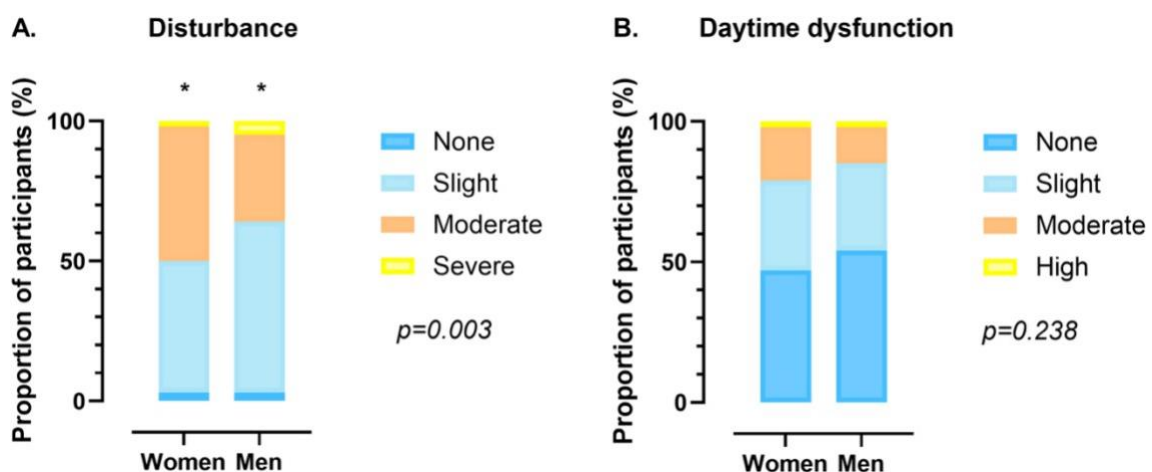 A. Disturbance
Proportion of participants (%)
* *
100
50
0
Women Men
None
Slight
Moderate
Severe
p=0.003
B. Daytime dysfunction
Proportion of participants (%)
100
50
0
Women Men
None
Slight
Moderate
High
p=0.238